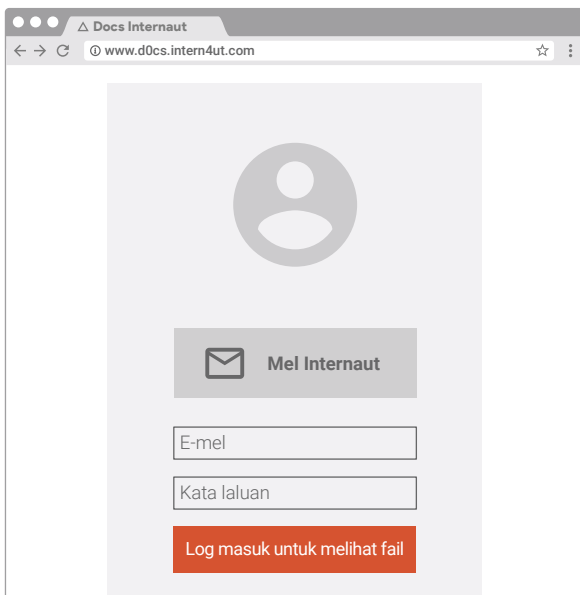 Docs Internaut
www.d0cs.intern4ut.com
Mel Internaut
E-mel
Kata laluan
Log masuk untuk melihat fail